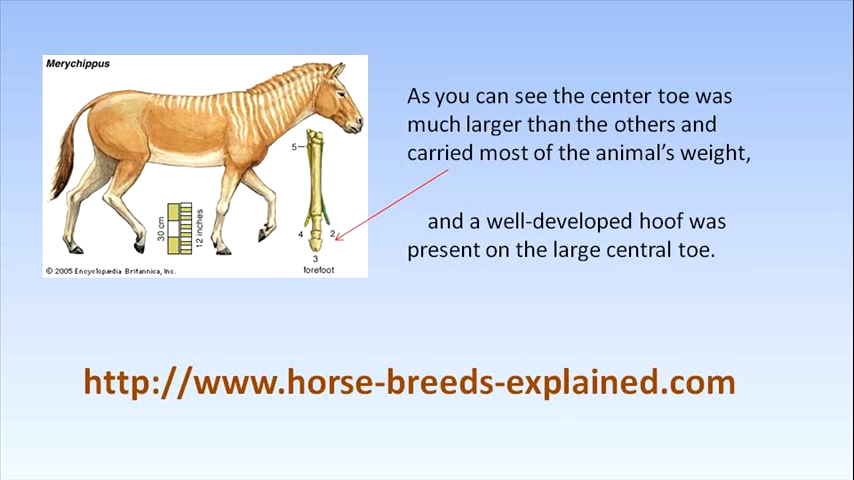 Merychippus
As you can see the center toe was
much larger than the others and
carried most of the animal's weight,
and a well-developed hoof was
present on the large central toe.
5
30 cm
12 inches
4
2
3
forefoot
© 2005 Encyclopædia Britannica, Inc.
http://www.horse-breeds-explained.com